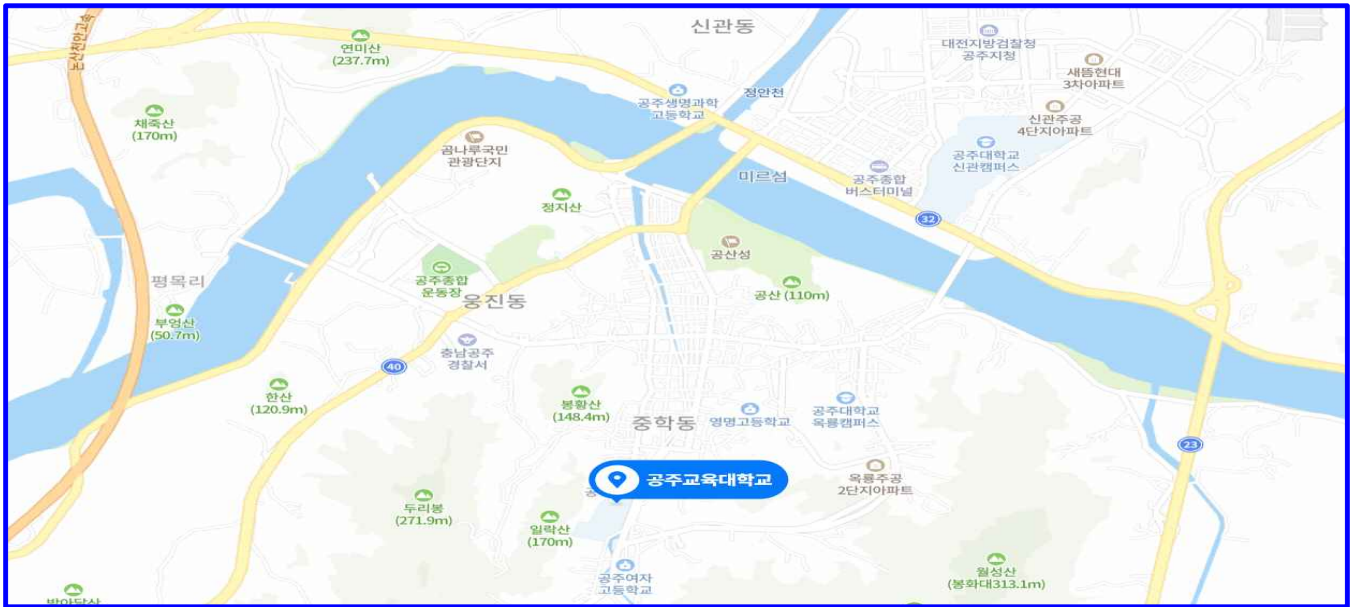 신관동
논산천안고속
연미산
(237.7m)
대전지방검찰청
공주지청
새뜸현대
3차아파트
공주생명과학
고등학교
정안천
채죽산
(170m)
신관주공
4단지아파트
곰나루국민
관광단지
공주대학교
신관캠퍼스
미르섬
공주종합
버스터미널
정지산
32
공산성
평목리
공주종합
운동장
웅진동
공산 (110m)
부엉산
(50.7m)
충남공주
경찰서
40
한산
(120.9m)
봉황산
(148.4m)
중학동
영명고등학교
공주대학교
옥룡캠퍼스
23
공주교육대학교
옥룡주공
2단지아파트
두리봉
(271.9m)
일락산
(170m)
공주여자
고등학교
월성산
(봉화대313.1m)